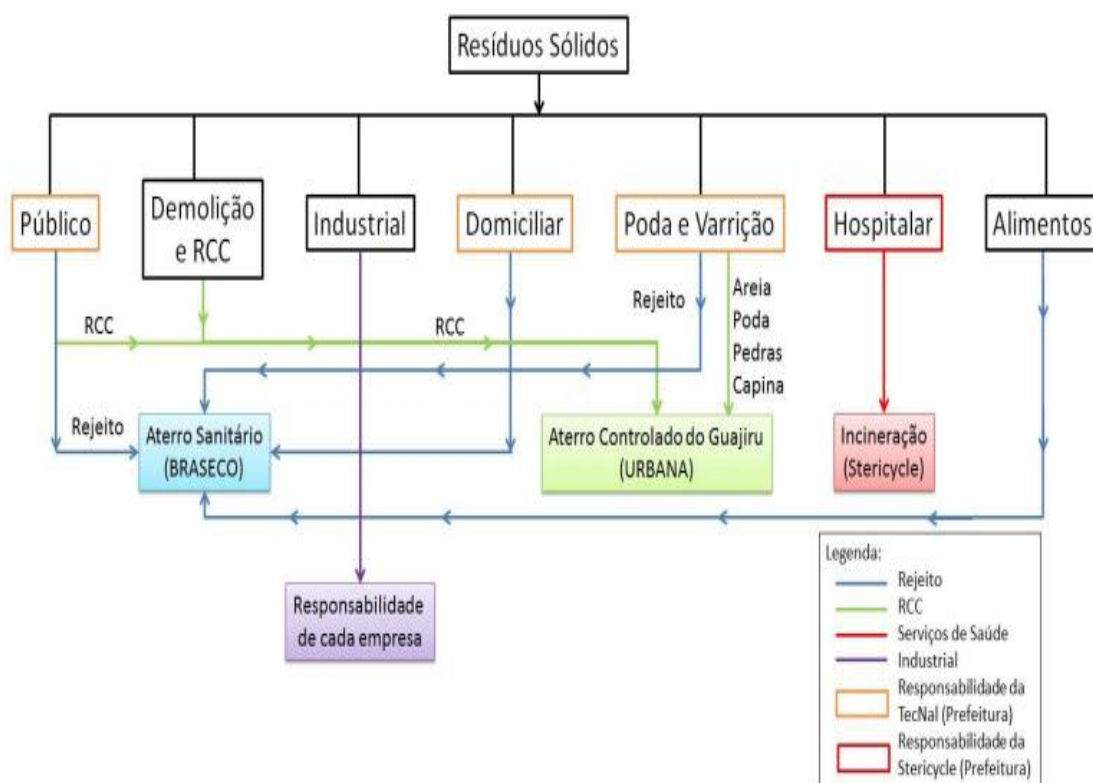 Resíduos Sólidos
Público
Demolição
e RCC
Industrial
Domiciliar
Poda e Varrição
Hospitalar
Alimentos
RCC
RCC
Rejeito
Areia
Poda
Pedras
Capina
Rejeito
Aterro Sanitário
(BRASECO)
Aterro Controlado do Guajiru
(URBANA)
Incineração
(Stericycle)
Responsabilidade
de cada empresa
Legenda:
Rejeito
RCC
Serviços de Saúde
Industrial
Responsabilidade da
TecNal (Prefeitura)
Responsabilidade da
Stericycle (Prefeitura)